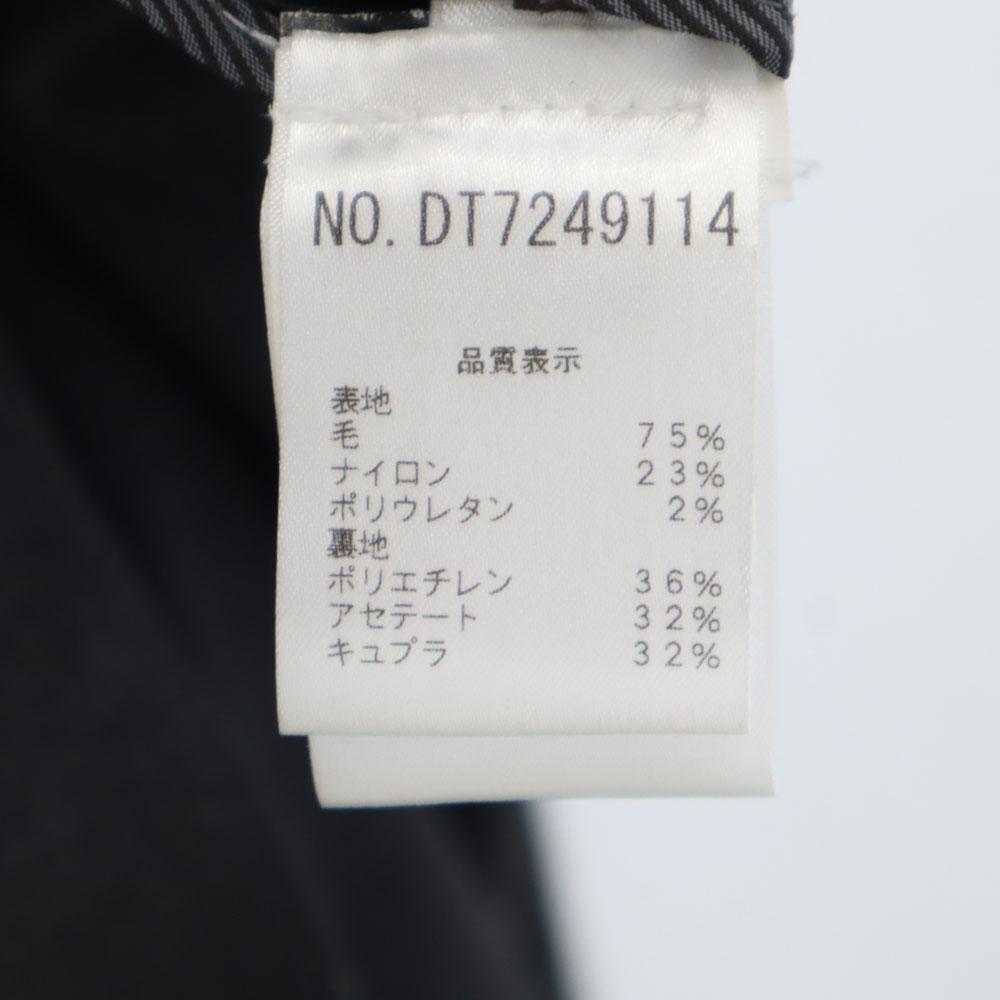 NO. DT7249114
品質表示
表地
毛 75%
ナイロン 23%
ポリウレタン 2%
裏地
ポリエチレン 36%
アセテート 32%
キュプラ 32%